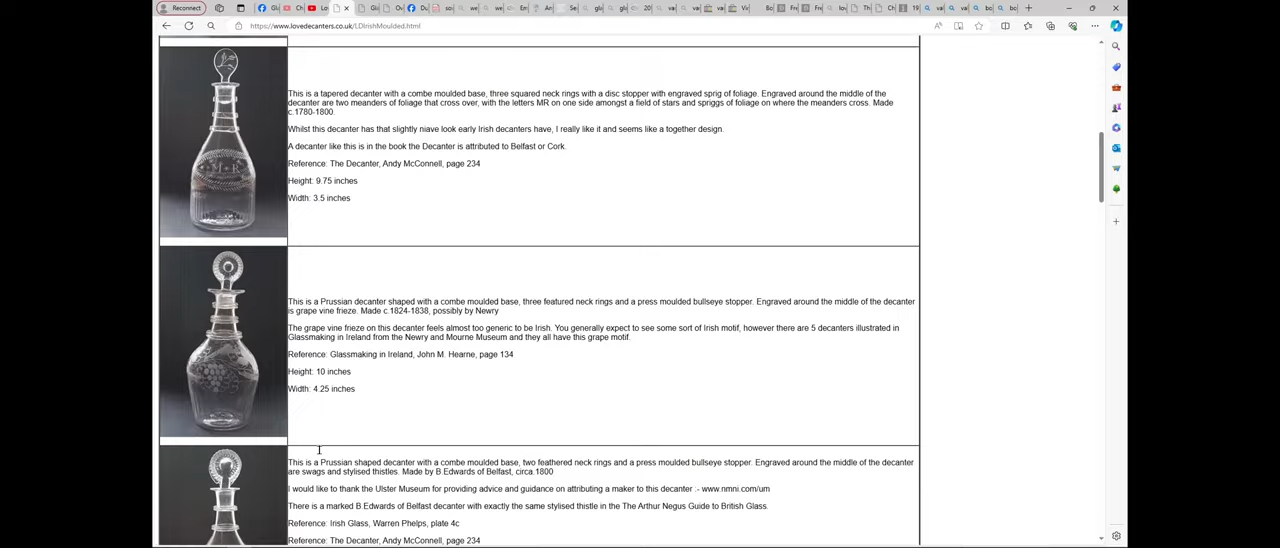 Reconnect
https://www.lovedecanters.co.uk/LDIrishMoulded.html
This is a tapered decanter with a combe moulded base, three squared neck rings with a disc stopper with engraved sprig of foliage. Engraved around the middle of the
decanter are two meanders of foliage that cross over, with the letters MR on one side amongst a field of stars and spriggs of foliage on where the meanders cross. Made
c.1780-1800.
Whilst this decanter has that slightly niave look early Irish decanters have, I really like it and seems like a together design.
A decanter like this is in the book the Decanter is attributed to Belfast or Cork.
Reference: The Decanter, Andy McConnell, page 234
Height: 9.75 inches
Width: 3.5 inches
This is a Prussian decanter shaped with a combe moulded base, three featured neck rings and a press moulded bullseye stopper. Engraved around the middle of the decanter
is grape vine frieze. Made c.1824-1838, possibly by Newry
The grape vine frieze on this decanter feels almost too generic to be Irish. You generally expect to see some sort of Irish motif, however there are 5 decanters illustrated in
Glassmaking in Ireland from the Newry and Mourne Museum and they all have this grape motif.
Reference: Glassmaking in Ireland, John M. Hearne, page 134
Height: 10 inches
Width: 4.25 inches
This is a Prussian shaped decanter with a combe moulded base, two feathered neck rings and a press moulded bullseye stopper. Engraved around the middle of the decanter
are swags and stylised thistles. Made by B.Edwards of Belfast, circa.1800
I would like to thank the Ulster Museum for providing advice and guidance on attributing a maker to this decanter :- www.nmni.com/um
There is a marked B.Edwards of Belfast decanter with exactly the same stylised thistle in the The Arthur Negus Guide to British Glass.
Reference: Irish Glass, Warren Phelps, plate 4c
Reference: The Decanter, Andy McConnell, page 234